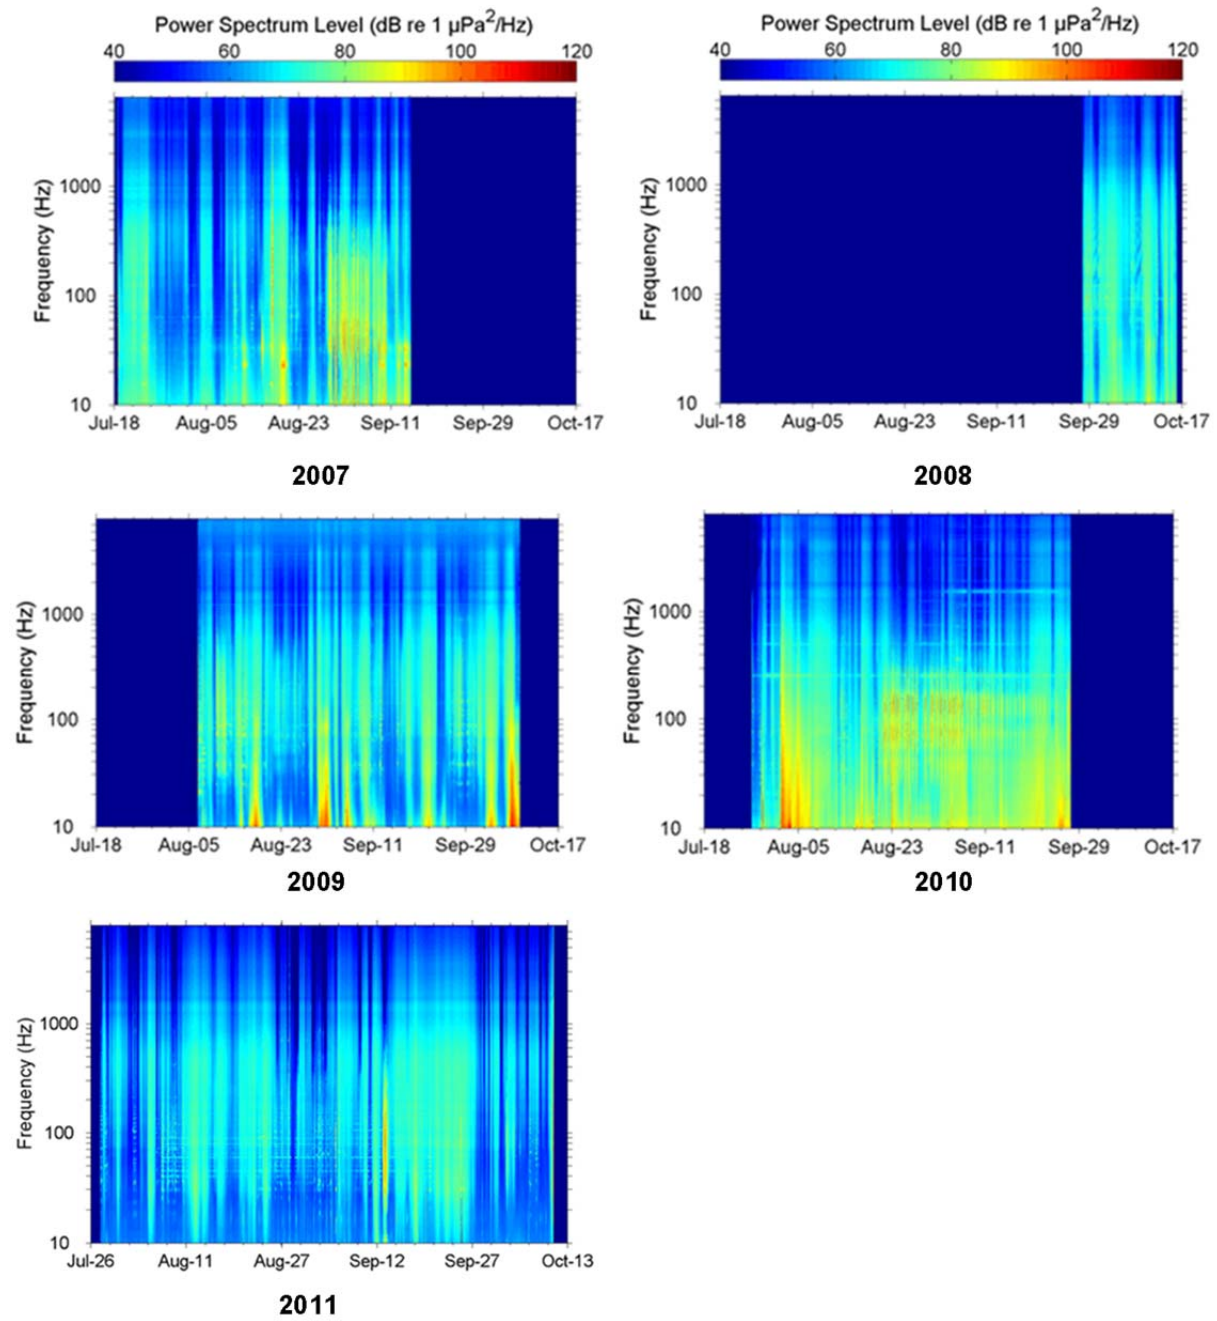 Power Spectrum Level (dB re 1 µPa²/Hz)
40 60 80 100 120
Frequency (Hz)
1000
100
10
Jul-18 Aug-05 Aug-23 Sep-11 Sep-29 Oct-17
2007
Power Spectrum Level (dB re 1 µPa²/Hz)
40 60 80 100 120
Frequency (Hz)
1000
100
10
Jul-18 Aug-05 Aug-23 Sep-11 Sep-29 Oct-17
2008
Frequency (Hz)
1000
100
10
Jul-18 Aug-05 Aug-23 Sep-11 Sep-29 Oct-17
2009
Frequency (Hz)
1000
100
10
Jul-18 Aug-05 Aug-23 Sep-11 Sep-29 Oct-17
2010
Frequency (Hz)
1000
100
10
Jul-26 Aug-11 Aug-27 Sep-12 Sep-27 Oct-13
2011